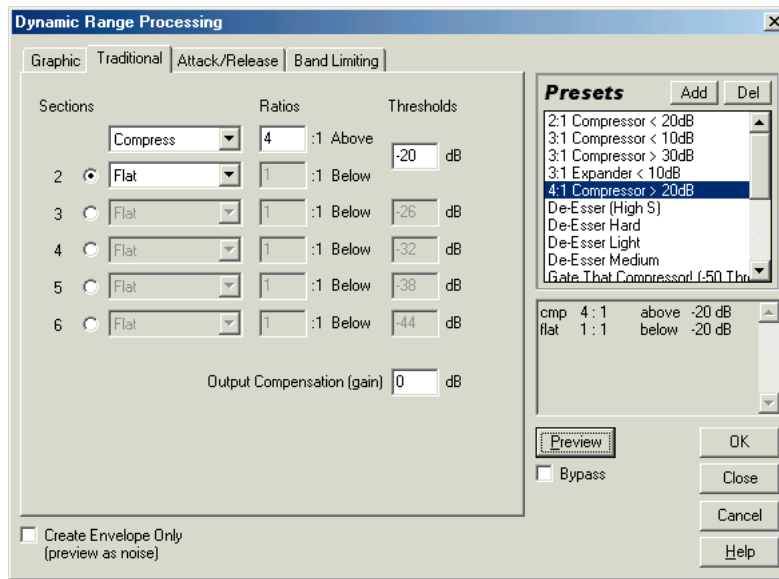 Dynamic Range Processing
Graphic Traditional Attack/Release Band Limiting
Sections Ratios Thresholds
Compress 4 :1 Above
-20 dB
2 Flat 1 :1 Below
3 Flat 1 :1 Below -26 dB
4 Flat 1 :1 Below -32 dB
5 Flat 1 :1 Below -38 dB
6 Flat 1 :1 Below -44 dB
Output Compensation (gain) 0 dB
Create Envelope Only
(preview as noise)
Presets Add Del
2:1 Compressor < 20dB
3:1 Compressor < 10dB
3:1 Compressor > 30dB
3:1 Expander < 10dB
4:1 Compressor > 20dB
De-Esser (High S)
De-Esser Hard
De-Esser Light
De-Esser Medium
Gate That Compressor! (-50 Thr
cmp 4 : 1 above -20 dB
flat 1 : 1 below -20 dB
Preview OK
Bypass Close
Cancel
Help